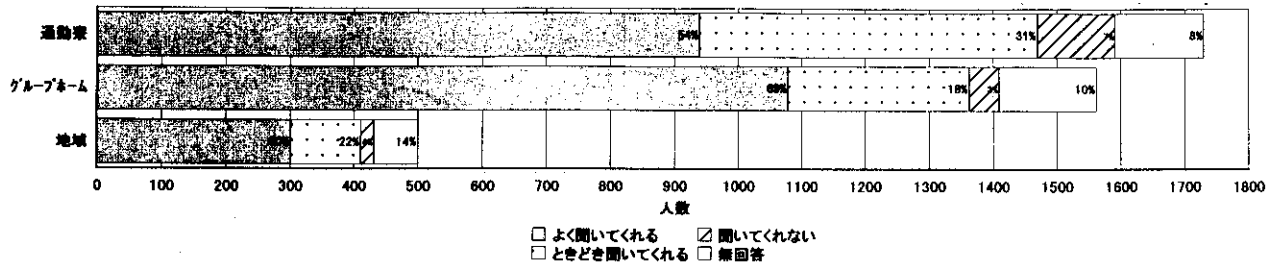 通勤寮 54% 31% 7% 8%
グループホーム 69% 18% 3% 10%
地域 22% 14%
0 100 200 300 400 500 600 700 800 900 1000 1100 1200 1300 1400 1500 1600 1700 1800
人数
よく聞いてくれる 聞いてくれない
ときどき聞いてくれる 無回答